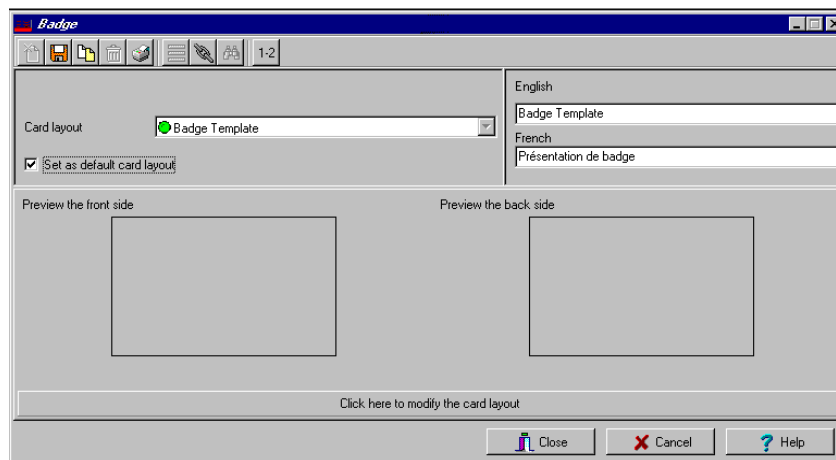 Badge
1-2
English
Badge Template
Card layout
Badge Template
French
Présentation de badge
Set as default card layout
Preview the front side
Preview the back side
Click here to modify the card layout
Close
Cancel
Help